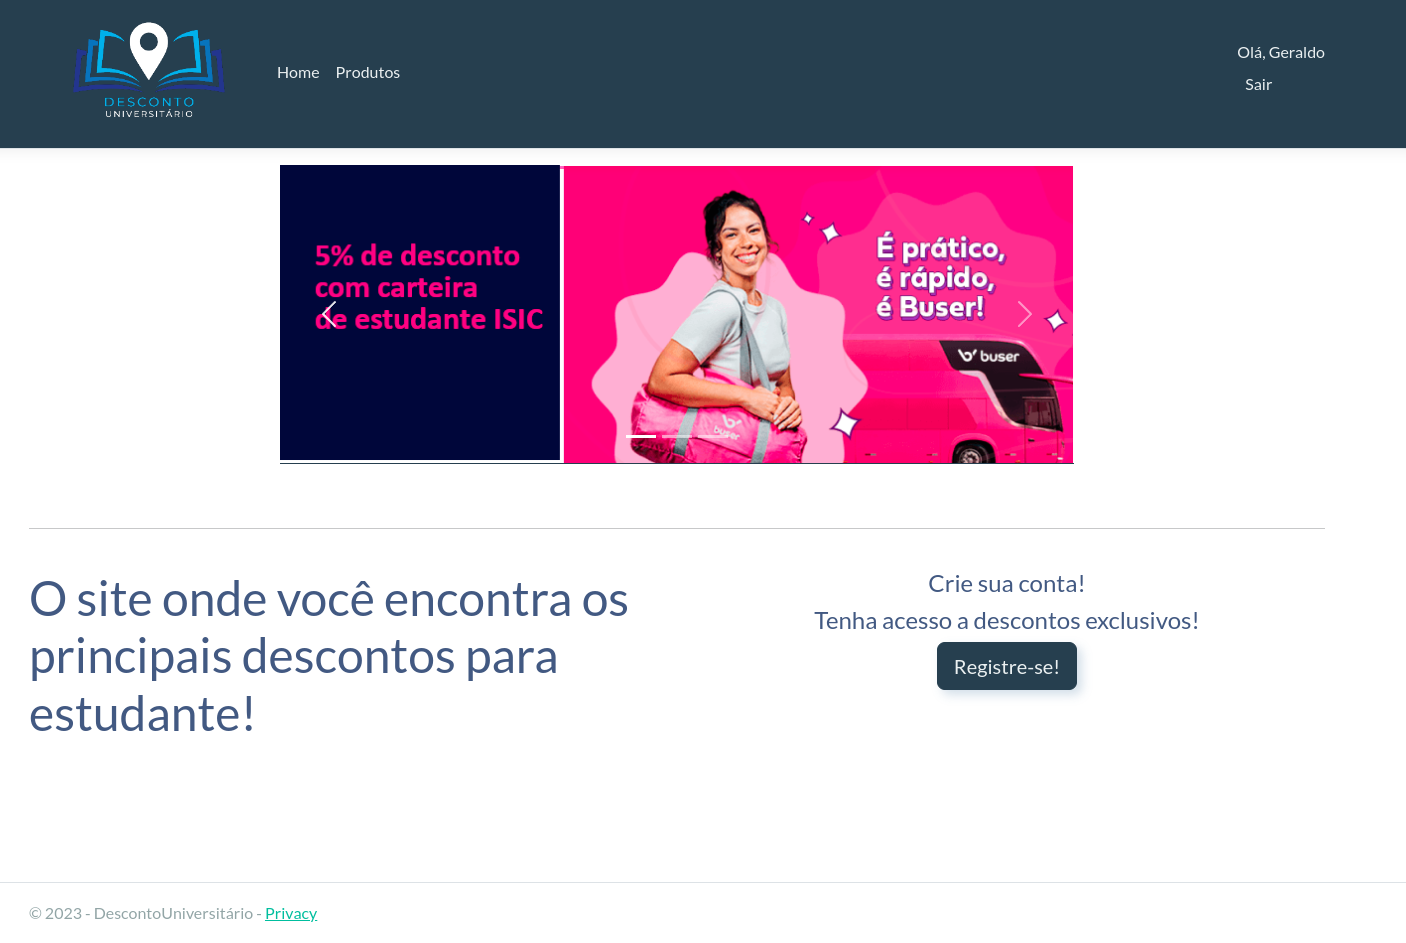 DESCONTO
UNIVERSITÁRIO
Home Produtos
Olá, Geraldo
Sair
5% de desconto
com carteira
de estudante ISIC
É prático,
é rápido,
é Buser!
buser
buser
O site onde você encontra os
principais descontos para
estudante!
Crie sua conta!
Tenha acesso a descontos exclusivos!
Registre-se!
© 2023 - DescontoUniversitário - Privacy